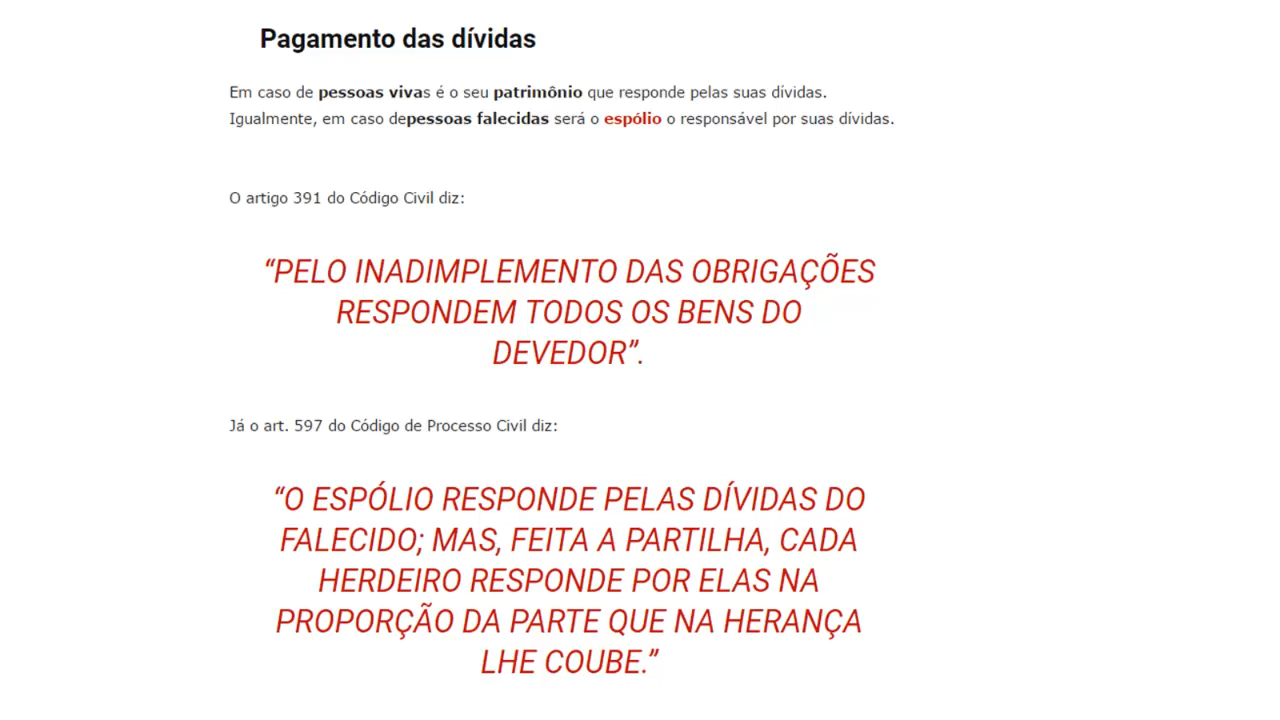 Pagamento das dívidas
Em caso de pessoas vivas é o seu patrimônio que responde pelas suas dívidas.
Igualmente, em caso depessoas falecidas será o espólio o responsável por suas dívidas.
O artigo 391 do Código Civil diz:
“PELO INADIMPLEMENTO DAS OBRIGAÇÕES
RESPONDEM TODOS OS BENS DO
DEVEDOR”.
Já o art. 597 do Código de Processo Civil diz:
“O ESPÓLIO RESPONDE PELAS DÍVIDAS DO
FALECIDO; MAS, FEITA A PARTILHA, CADA
HERDEIRO RESPONDE POR ELAS NA
PROPORÇÃO DA PARTE QUE NA HERANÇA
LHE COUBE.”